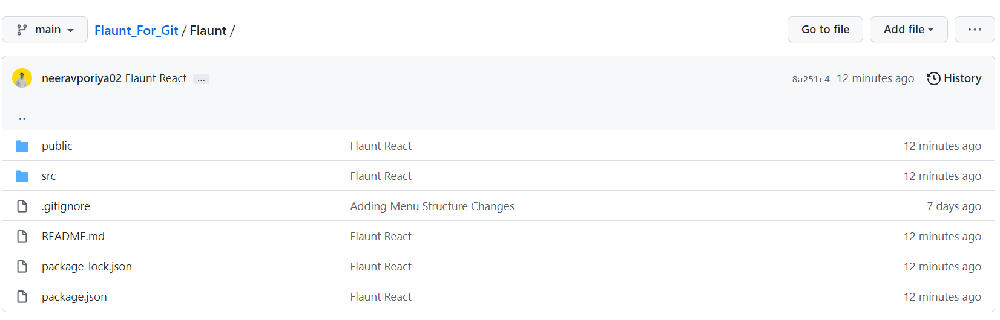 main Flaunt_For_Git / Flaunt / Go to file Add file ...
neeravporiya02 Flaunt React ... 8a251c4 12 minutes ago History
..
public Flaunt React 12 minutes ago
src Flaunt React 12 minutes ago
.gitignore Adding Menu Structure Changes 7 days ago
README.md Flaunt React 12 minutes ago
package-lock.json Flaunt React 12 minutes ago
package.json Flaunt React 12 minutes ago